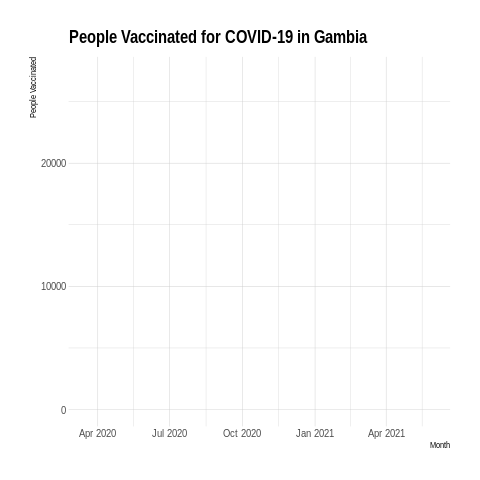 People Vaccinated for COVID-19 in Gambia
People Vaccinated
20000
10000
0
Apr 2020
Jul 2020
Oct 2020
Jan 2021
Apr 2021
Month